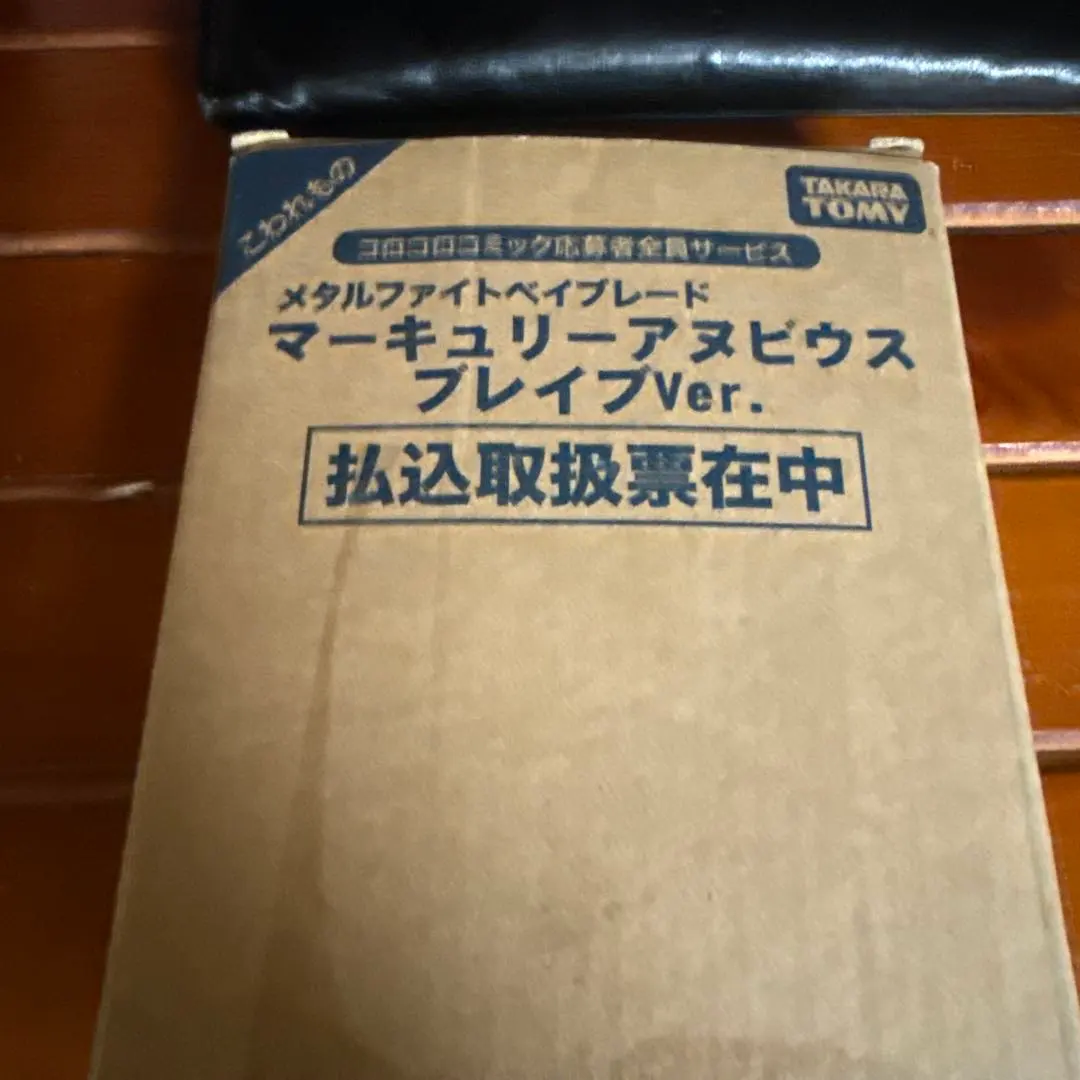 こわれもの
TAKARA
TOMY
コロコロコミック応募者全員サービス
メタルファイトベイブレード
マーキュリーアヌビウス
ブレイブVer.
払込取扱票在中